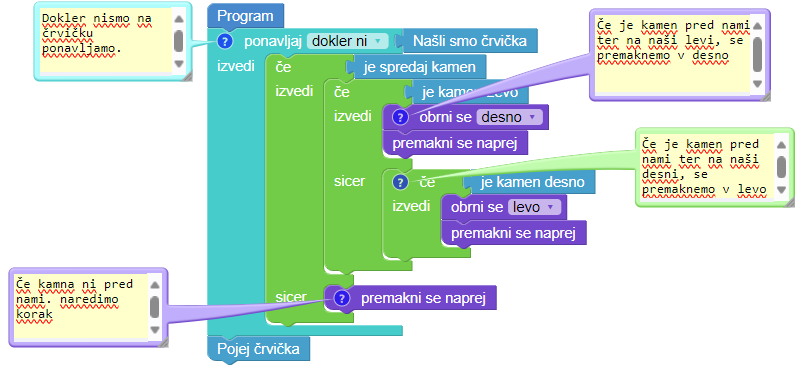 Dokler nismo na
črvičku
ponavljamo.
Program
ponavljaj dokler ni Našli smo črvička
izvedi če je spredaj kamen
izvedi če je kamen levo
izvedi obrni se desno
premakni se naprej
sicer če je kamen desno
izvedi obrni se levo
premakni se naprej
sicer premakni se naprej
Pojej črvička
Če je kamen pred nami
ter na naši levi, se
premaknemo v desno
Če je kamen pred
nami ter na naši
desni, se
premaknemo v levo
Če kamna ni pred
nami. naredimo
korak